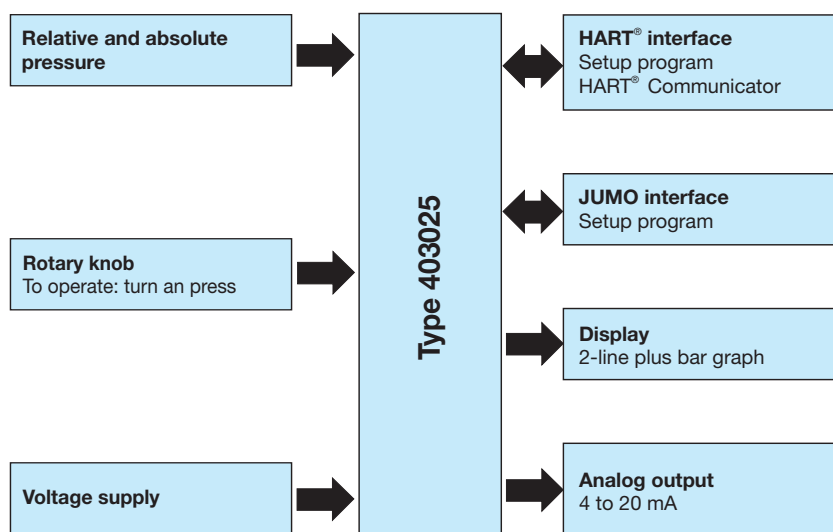 Relative and absolute
pressure
Rotary knob
To operate: turn an press
Voltage supply
Type 403025
HART® interface
Setup program
HART® Communicator
JUMO interface
Setup program
Display
2-line plus bar graph
Analog output
4 to 20 mA